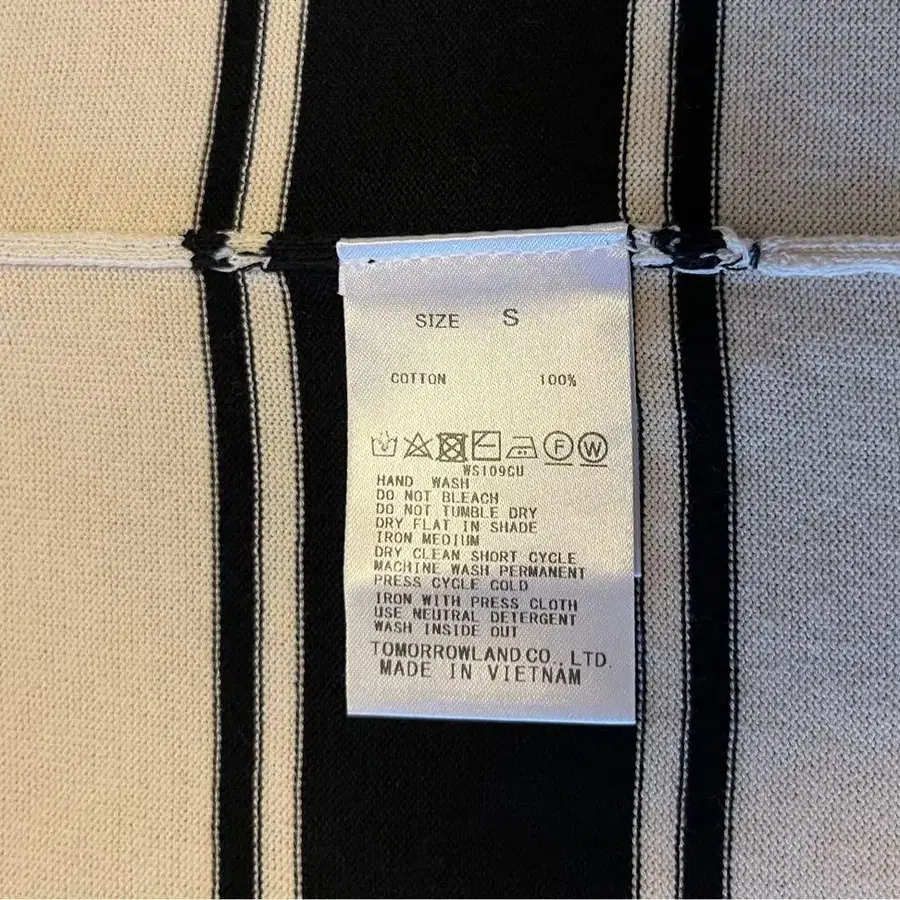 SIZE S
COTTON 100%
F W
WS109CU
HAND WASH
DO NOT BLEACH
DO NOT TUMBLE DRY
DRY FLAT IN SHADE
IRON MEDIUM
DRY CLEAN SHORT CYCLE
MACHINE WASH PERMANENT
PRESS CYCLE COLD
IRON WITH PRESS CLOTH
USE NEUTRAL DETERGENT
WASH INSIDE OUT
TOMORROWLAND CO., LTD.
MADE IN VIETNAM